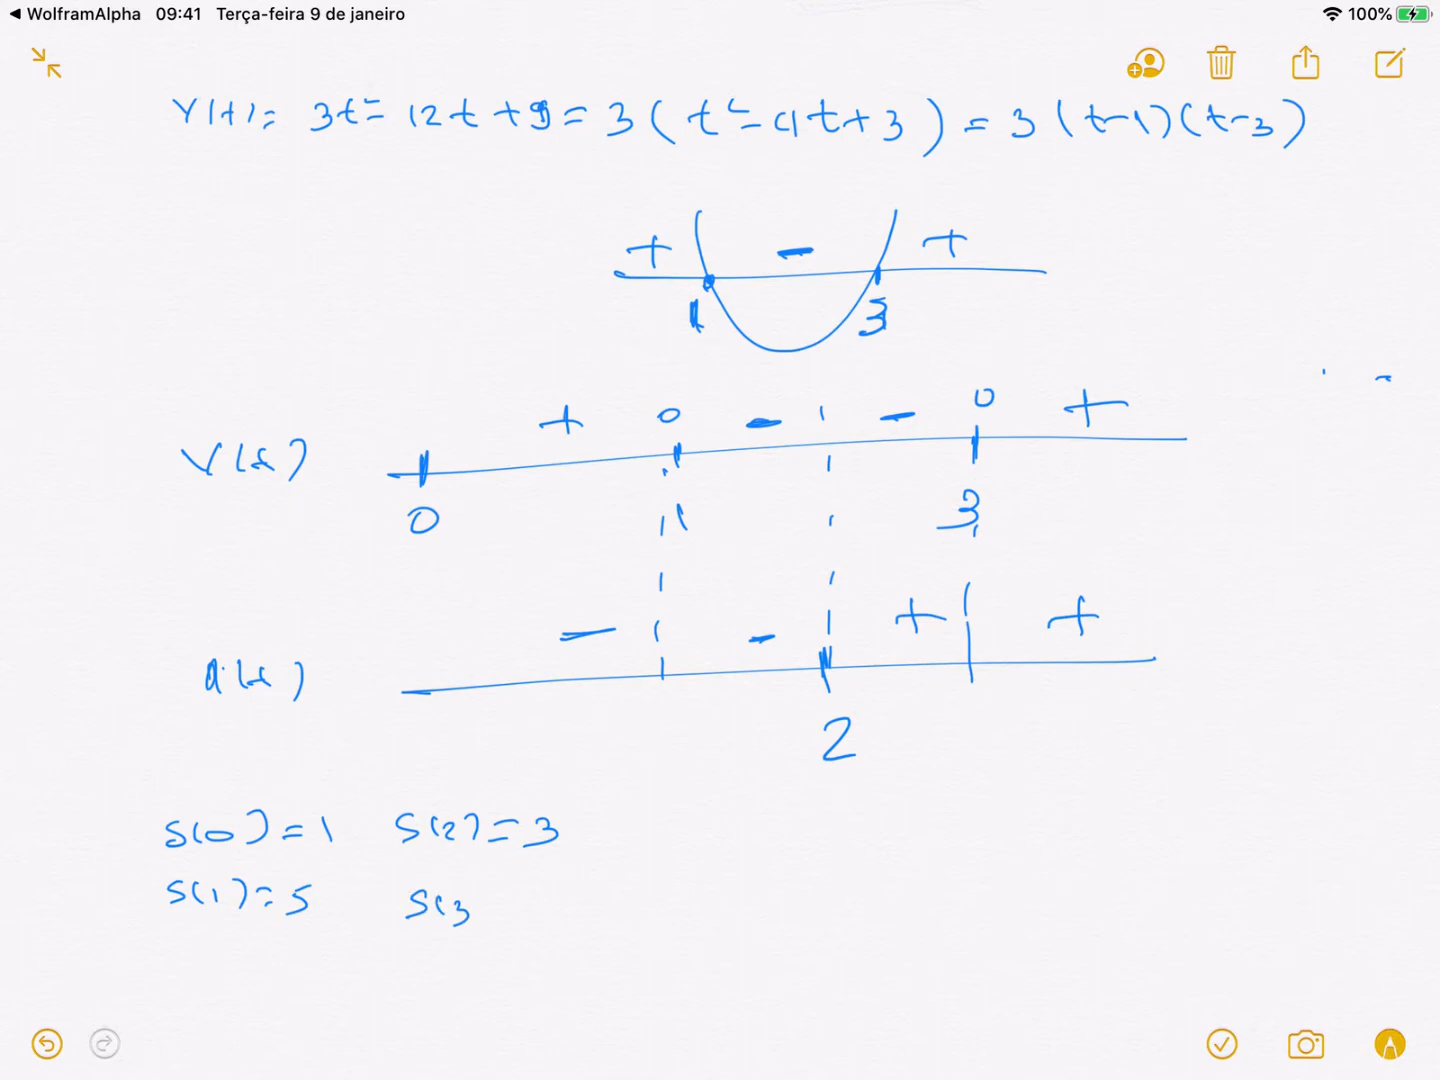 WolframAlpha 09:41 Terça-feira 9 de janeiro 100%
V(t)= 3t²- 12t +9 = 3(t²-4t+3) = 3(t-1)(t-3)
+ - +
1 3
+ 0 - - 0 +
V(t)
0 1 3
- - + +
a(t)
2
S(0)=1 S(2)=3
S(1)=5 S(3